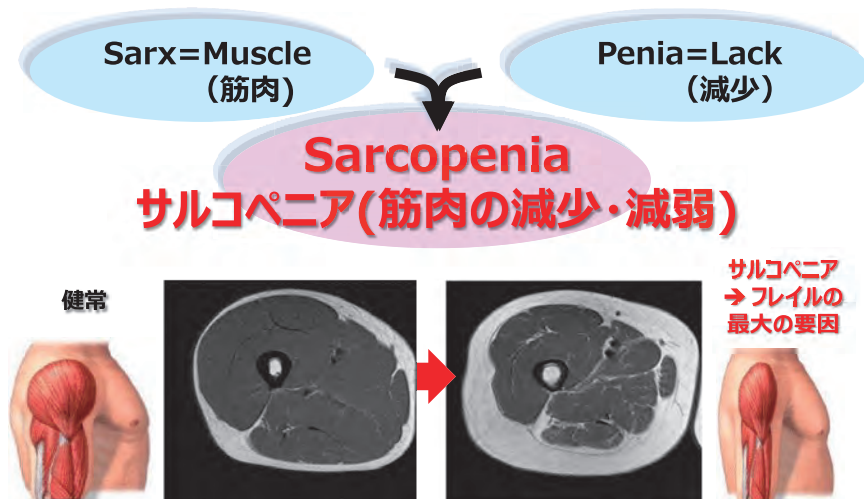 Sarx=Muscle
(筋肉)
Penia=Lack
(減少)
Sarcopenia
サルコペニア(筋肉の減少・減弱)
健常
サルコペニア
➔ フレイルの
最大の要因